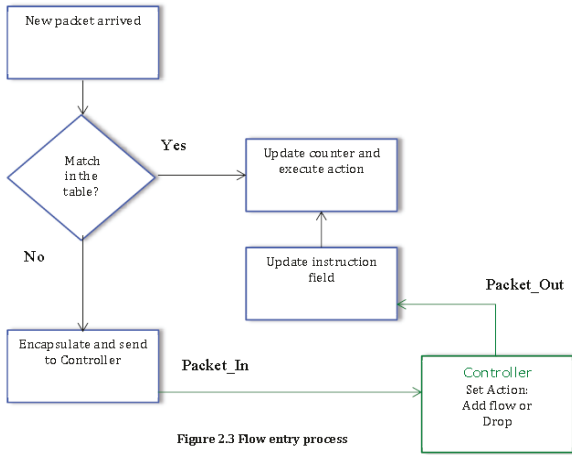 New packet arrived
Match
in the
table?
Yes
Update counter and
execute action
No
Update instruction
field
Packet_Out
Encapsulate and send
to Controller
Packet_In
Controller
Set Action:
Add flow or
Drop
Figure 2.3 Flow entry process